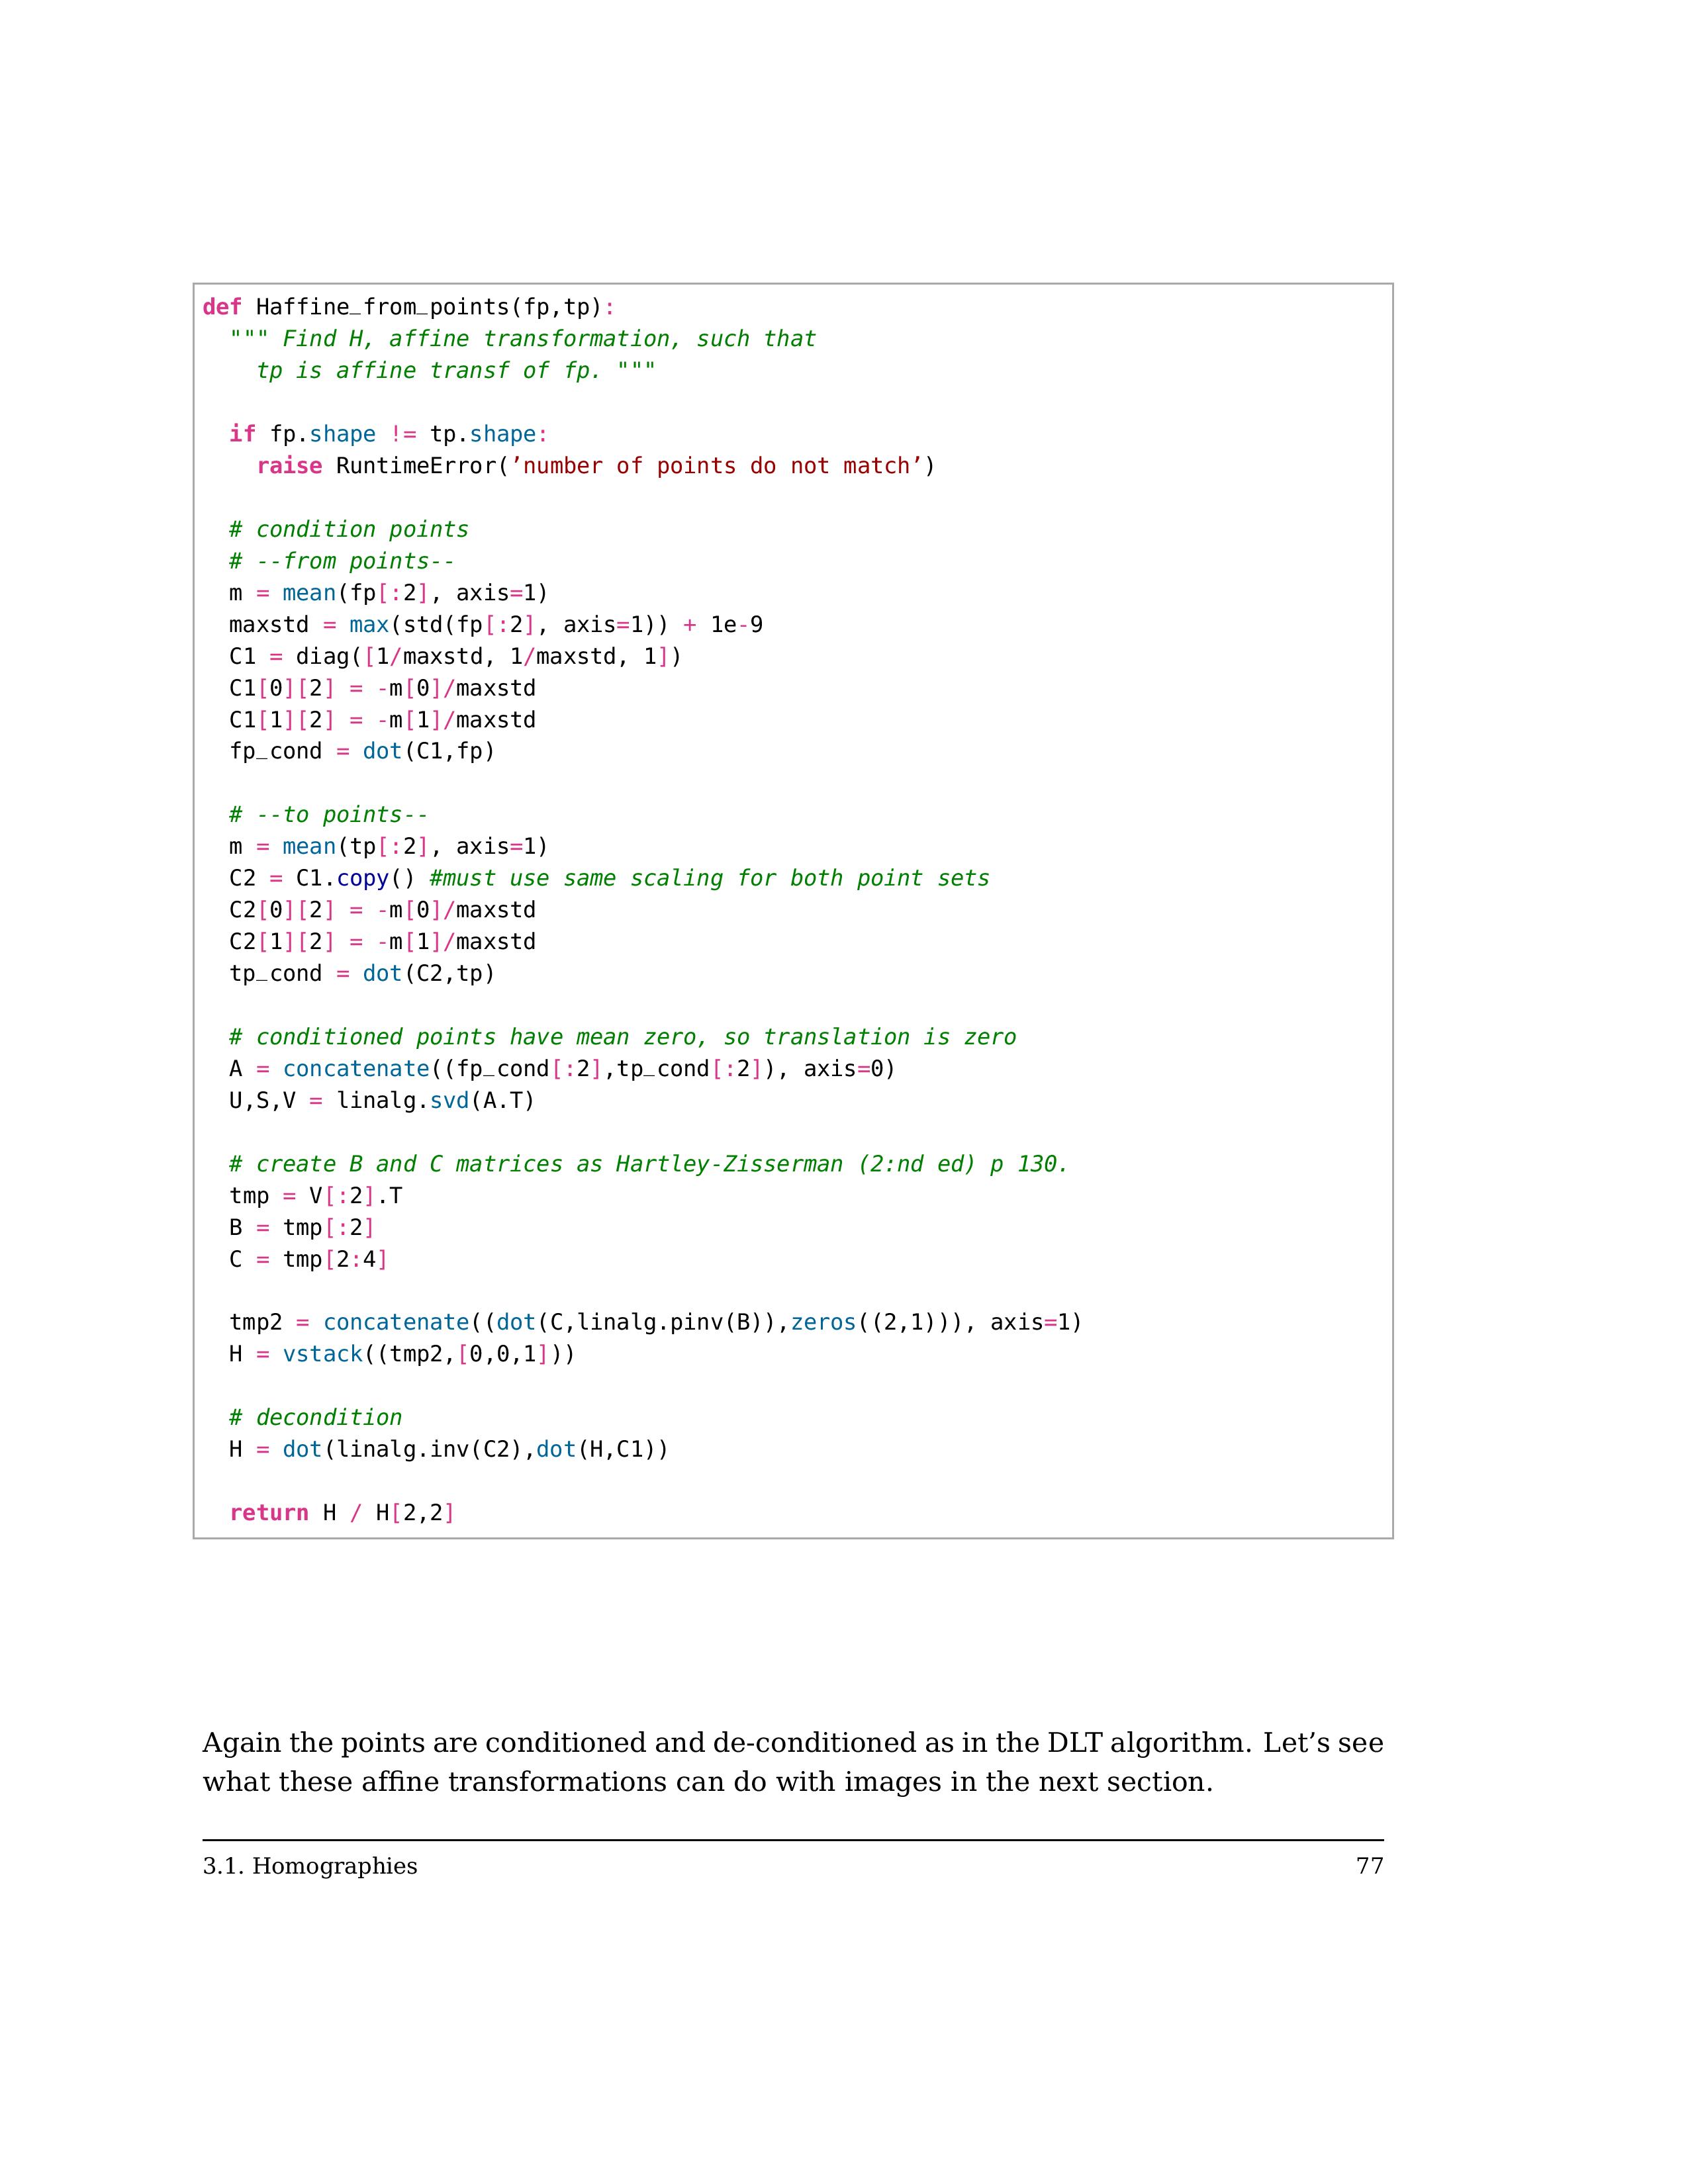 def Haffine_from_points(fp,tp):
  """ Find H, affine transformation, such that
    tp is affine transf of fp. """

  if fp.shape != tp.shape:
    raise RuntimeError(’number of points do not match’)

  # condition points
  # --from points--
  m = mean(fp[:2], axis=1)
  maxstd = max(std(fp[:2], axis=1)) + 1e-9
  C1 = diag([1/maxstd, 1/maxstd, 1])
  C1[0][2] = -m[0]/maxstd
  C1[1][2] = -m[1]/maxstd
  fp_cond = dot(C1,fp)

  # --to points--
  m = mean(tp[:2], axis=1)
  C2 = C1.copy() #must use same scaling for both point sets
  C2[0][2] = -m[0]/maxstd
  C2[1][2] = -m[1]/maxstd
  tp_cond = dot(C2,tp)

  # conditioned points have mean zero, so translation is zero
  A = concatenate((fp_cond[:2],tp_cond[:2]), axis=0)
  U,S,V = linalg.svd(A.T)

  # create B and C matrices as Hartley-Zisserman (2:nd ed) p 130.
  tmp = V[:2].T
  B = tmp[:2]
  C = tmp[2:4]

  tmp2 = concatenate((dot(C,linalg.pinv(B)),zeros((2,1))), axis=1)
  H = vstack((tmp2,[0,0,1]))

  # decondition
  H = dot(linalg.inv(C2),dot(H,C1))

  return H / H[2,2]

Again the points are conditioned and de-conditioned as in the DLT algorithm. Let’s see
what these affine transformations can do with images in the next section.

3.1. Homographies 77